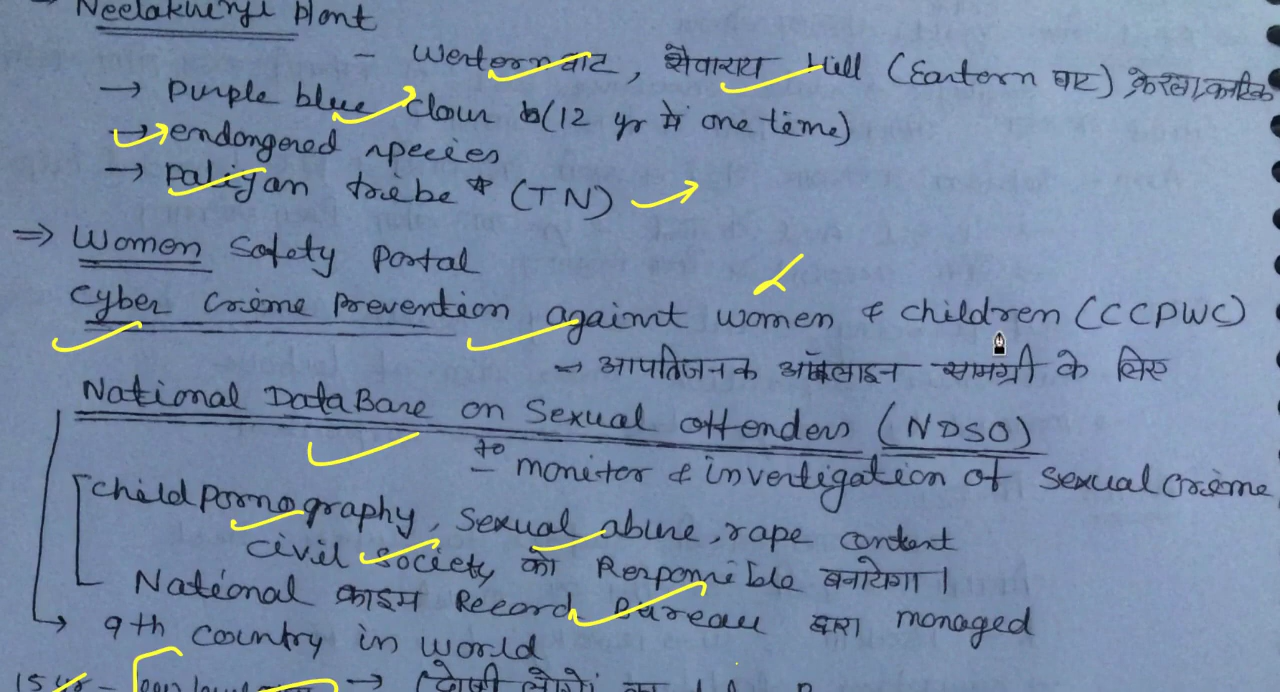 Neelakurinji plant
- Western घाट, शेवाराय Hill (Eastern घाट) केरला, कर्नाटक
→ Purple blue clour (12 yr में one time)
→ endangered species
→ Paliyan tribe * (TN)
⇒ Women Safety Portal
Cyber Crime Prevention against women & children (CCPWC)
→ आपतिजनक ऑनलाइन सामग्री के लिए
National DataBase on Sexual offenders (NDSO)
to monitor & investigation of sexual crime
child pornography, Sexual abuse, rape content
civil society को Responsible बनायेगा।
National क्राइम Record Bureau द्वारा managed
→ 9th country in world